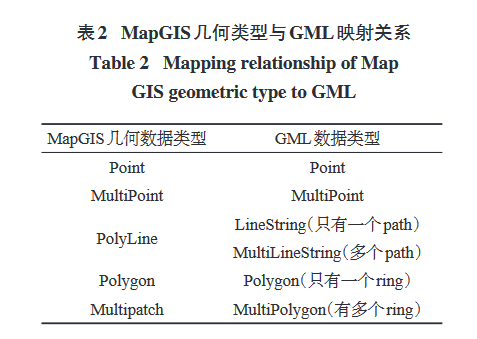 表2 MapGIS几何类型与GML映射关系
Table 2 Mapping relationship of Map
GIS geometric type to GML
MapGIS几何数据类型 GML数据类型
Point Point
MultiPoint MultiPoint
PolyLine LineString(只有一个path)
MultiLineString(多个path)
Polygon Polygon(只有一个ring)
Multipatch MultiPolygon(有多个ring)